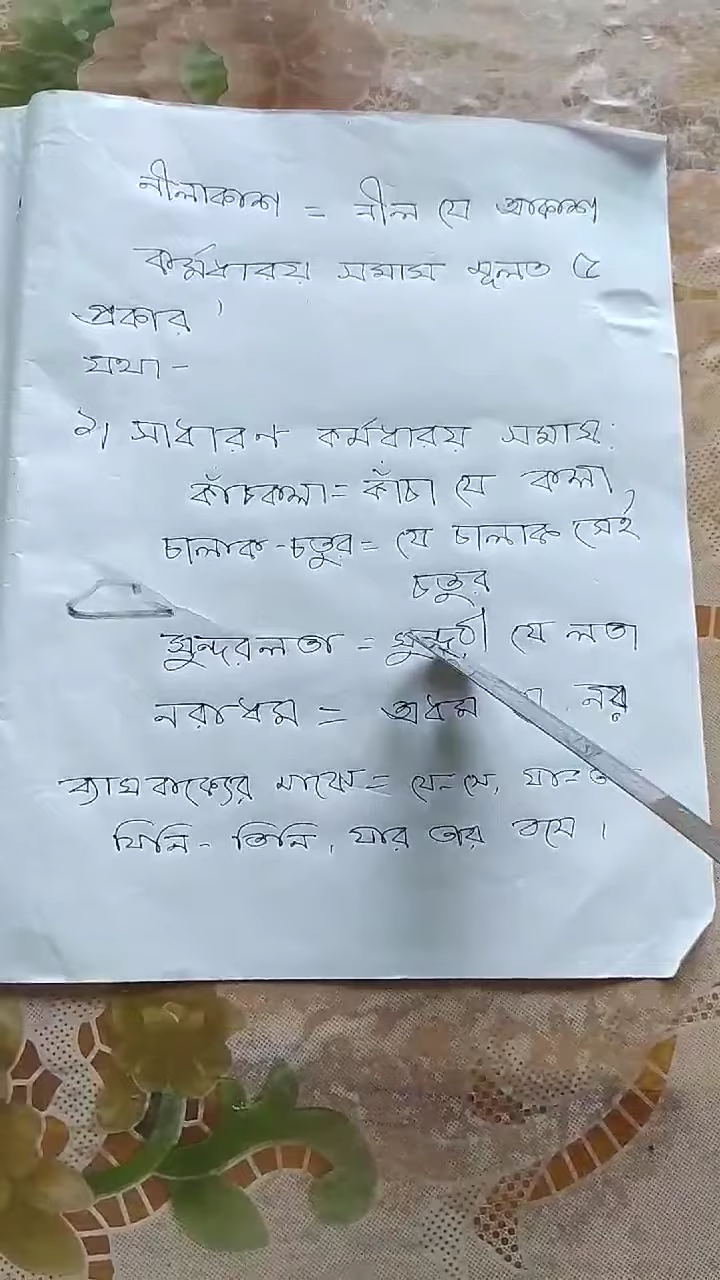 নীলাকাশ = নীল যে আকাশ
কর্মধারয় সমাস মূলত ৫
প্রকার।
যথা -
১। সাধারণ কর্মধারয় সমাস:
কাঁচকলা = কাঁচা যে কলা,
চালাক-চতুর = যে চালাক সেই
চতুর
সুন্দরলতা = সুন্দরী যে লতা
নরাধম = অধম নর
ব্যাসবাক্যের মাঝে = যে-সে, যা-
যিনি - তিনি, যার তার বসে।